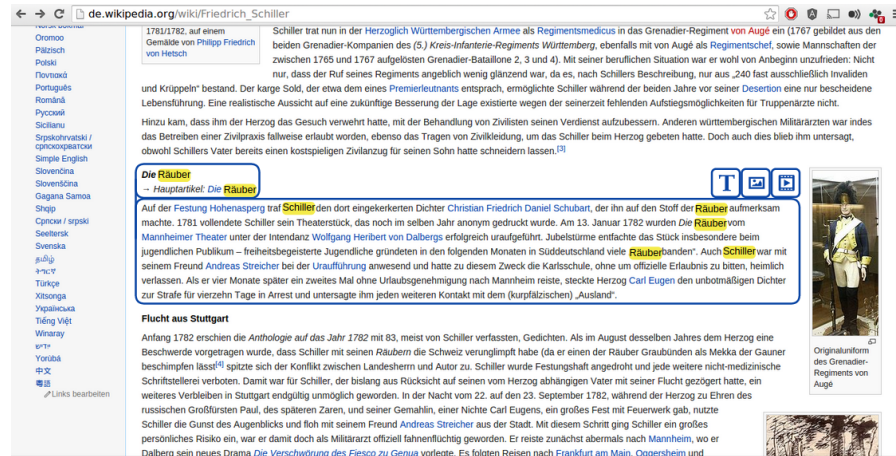 de.wikipedia.org/wiki/Friedrich_Schiller
Norsk bokmål
Oromoo
Pälzisch
Polski
Ποντιακά
Português
Română
Русский
Sicilianu
Srpskohrvatski /
српскохрватски
Simple English
Slovenčina
Slovenščina
Gagana Samoa
Shqip
Српски / srpski
Seeltersk
Svenska
தமிழ்
ትግርኛ
Türkçe
Xitsonga
Українська
Tiếng Việt
Winaray
ייִדיש
Yorùbá
中文
粵語
Links bearbeiten
1781/1782, auf einem
Gemälde von Philipp Friedrich
von Hetsch
Schiller trat nun in der Herzoglich Württembergischen Armee als Regimentsmedicus in das Grenadier-Regiment von Augé ein (1767 gebildet aus den
beiden Grenadier-Kompanien des (5.) Kreis-Infanterie-Regiments Württemberg, ebenfalls mit von Augé als Regimentschef, sowie Mannschaften der
zwischen 1765 und 1767 aufgelösten Grenadier-Bataillone 2, 3 und 4). Mit seiner beruflichen Situation war er wohl von Anbeginn unzufrieden: Nicht
nur, dass der Ruf seines Regiments angeblich wenig glänzend war, da es, nach Schillers Beschreibung, nur aus „240 fast ausschließlich Invaliden
und Krüppeln“ bestand. Der karge Sold, der etwa dem eines Premierleutnants entsprach, ermöglichte Schiller während der beiden Jahre vor seiner Desertion eine nur bescheidene
Lebensführung. Eine realistische Aussicht auf eine zukünftige Besserung der Lage existierte wegen der seinerzeit fehlenden Aufstiegsmöglichkeiten für Truppenärzte nicht.
Hinzu kam, dass ihm der Herzog das Gesuch verwehrt hatte, mit der Behandlung von Zivilisten seinen Verdienst aufzubessern. Anderen württembergischen Militärärzten war indes
das Betreiben einer Zivilpraxis fallweise erlaubt worden, ebenso das Tragen von Zivilkleidung, um das Schiller beim Herzog gebeten hatte. Doch auch dies blieb ihm untersagt,
obwohl Schillers Vater bereits einen kostspieligen Zivilanzug für seinen Sohn hatte schneidern lassen.[3]
Die Räuber
→ Hauptartikel: Die Räuber
T
Auf der Festung Hohenasperg traf Schiller den dort eingekerkerten Dichter Christian Friedrich Daniel Schubart, der ihn auf den Stoff der Räuber aufmerksam
machte. 1781 vollendete Schiller sein Theaterstück, das noch im selben Jahr anonym gedruckt wurde. Am 13. Januar 1782 wurden Die Räuber vom
Mannheimer Theater unter der Intendanz Wolfgang Heribert von Dalbergs erfolgreich uraufgeführt. Jubelstürme entfachte das Stück insbesondere beim
jugendlichen Publikum – freiheitsbegeisterte Jugendliche gründeten in den folgenden Monaten in Süddeutschland viele „Räuberbanden“. Auch Schiller war mit
seinem Freund Andreas Streicher bei der Uraufführung anwesend und hatte zu diesem Zweck die Karlsschule, ohne um offizielle Erlaubnis zu bitten, heimlich
verlassen. Als er vier Monate später ein zweites Mal ohne Urlaubsgenehmigung nach Mannheim reiste, steckte Herzog Carl Eugen den unbotmäßigen Dichter
zur Strafe für vierzehn Tage in Arrest und untersagte ihm jeden weiteren Kontakt mit dem (kurpfälzischen) „Ausland“.
Originaluniform
des Grenadier-
Regiments von
Augé
Flucht aus Stuttgart
Anfang 1782 erschien die Anthologie auf das Jahr 1782 mit 83, meist von Schiller verfassten, Gedichten. Als im August desselben Jahres dem Herzog eine
Beschwerde vorgetragen wurde, dass Schiller mit seinen Räubern die Schweiz verunglimpft habe (da er einen der Räuber Graubünden als Mekka der Gauner
beschimpfen lässt[4] spitzte sich der Konflikt zwischen Landesherrn und Autor zu. Schiller wurde Festungshaft angedroht und jede weitere nicht-medizinische
Schriftstellerei verboten. Damit war für Schiller, der bislang aus Rücksicht auf seinen vom Herzog abhängigen Vater mit seiner Flucht gezögert hatte, ein
weiteres Verbleiben in Stuttgart endgültig unmöglich geworden. In der Nacht vom 22. auf den 23. September 1782, während der Herzog zu Ehren des
russischen Großfürsten Paul, des späteren Zaren, und seiner Gemahlin, einer Nichte Carl Eugens, ein großes Fest mit Feuerwerk gab, nutzte
Schiller die Gunst des Augenblicks und floh mit seinem Freund Andreas Streicher aus der Stadt. Mit diesem Schritt ging Schiller ein großes
persönliches Risiko ein, war er damit doch als Militärarzt offiziell fahnenflüchtig geworden. Er reiste zunächst abermals nach Mannheim, wo er
Dalberg sein neues Drama Die Verschwörung des Fiesco zu Genua vorlegte. Es folgten Reisen nach Frankfurt am Main, Oggersheim und